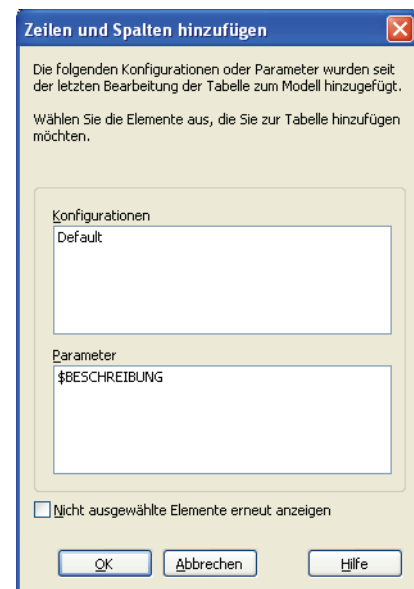 Zeilen und Spalten hinzufügen
Die folgenden Konfigurationen oder Parameter wurden seit
der letzten Bearbeitung der Tabelle zum Modell hinzugefügt.
Wählen Sie die Elemente aus, die Sie zur Tabelle hinzufügen
möchten.
Konfigurationen
Default
Parameter
$BESCHREIBUNG
Nicht ausgewählte Elemente erneut anzeigen
OK
Abbrechen
Hilfe